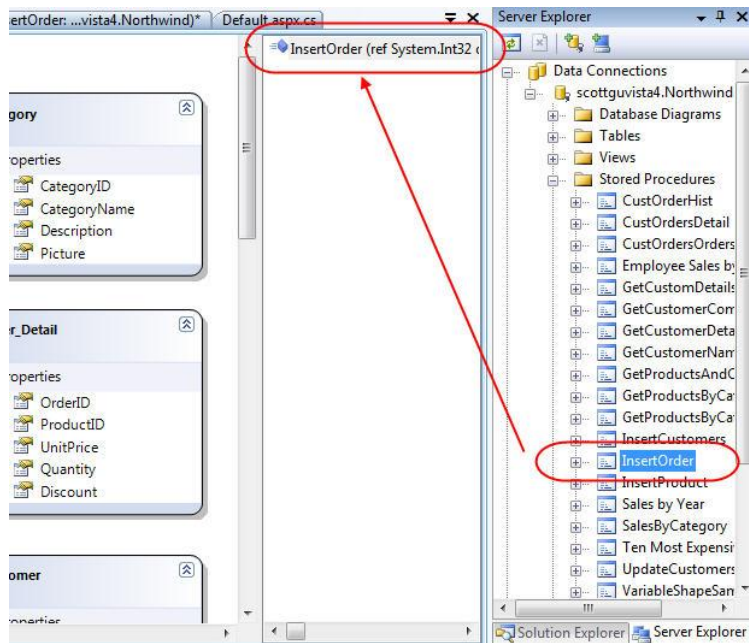 ertOrder: ...vista4.Northwind)*
Default.aspx.cs
InsertOrder (ref System.Int32
gory
roperties
CategoryID
CategoryName
Description
Picture
r_Detail
roperties
OrderID
ProductID
UnitPrice
Quantity
Discount
omer
roperties
Server Explorer
Data Connections
scottguvista4.Northwind
Database Diagrams
Tables
Views
Stored Procedures
CustOrderHist
CustOrdersDetail
CustOrdersOrders
Employee Sales by
GetCustomDetails
GetCustomerCom
GetCustomerDeta
GetCustomerNam
GetProductsAndC
GetProductsByCa
GetProductsByCa
InsertCustomers
InsertOrder
InsertProduct
Sales by Year
SalesByCategory
Ten Most Expensi
UpdateCustomers
VariableShapeSam
Solution Explorer
Server Explorer